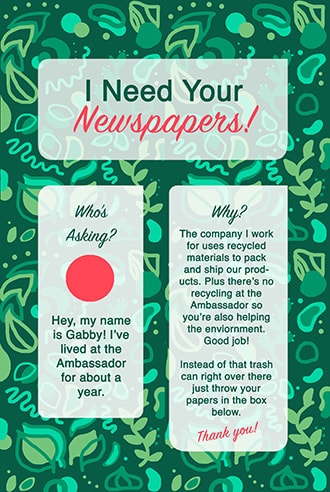 I Need Your
Newspapers!
Who's
Asking?
Hey, my name
is Gabby! I've
lived at the
Ambassador
for about a
year.
Why?
The company I work
for uses recycled
materials to pack
and ship our prod-
ucts. Plus there's no
recycling at the
Ambassador so
you're also helping
the enviornment.
Good job!
Instead of that trash
can right over there
just throw your
papers in the box
below.
Thank you!